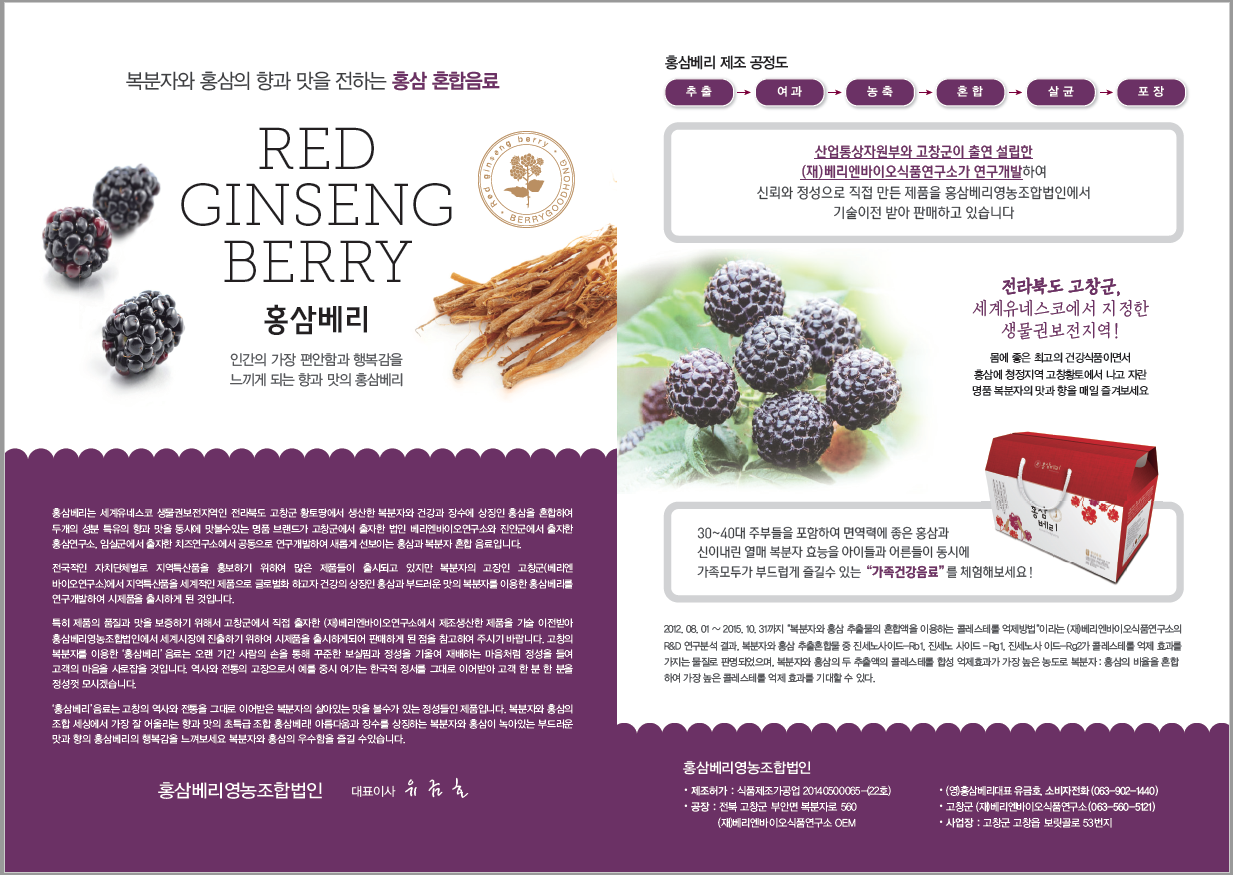 복분자와 홍삼의 향과 맛을 전하는 홍삼 혼합음료
RED
GINSENG
BERRY
Red ginseng berry • BERRYGOODHONG •
홍삼베리
인간의 가장 편안함과 행복감을
느끼게 되는 향과 맛의 홍삼베리
홍삼베리는 세계유네스코 생물권보전지역인 전라북도 고창군 황토땅에서 생산한 복분자와 건강과 장수에 상징인 홍삼을 혼합하여
두개의 성분 특유의 향과 맛을 동시에 맛볼수있는 명품 브랜드가 고창군에서 출자한 법인 베리엔바이오연구소와 진안군에서 출자한
홍삼연구소, 임실군에서 출자한 치즈연구소에서 공동으로 연구개발하여 새롭게 선보이는 홍삼과 복분자 혼합 음료입니다.
전국적인 자치단체별로 지역특산품을 홍보하기 위하여 많은 제품들이 출시되고 있지만 복분자의 고장인 고창군(베리엔
바이오연구소)에서 지역특산품을 세계적인 제품으로 글로벌화 하고자 건강의 상징인 홍삼과 부드러운 맛의 복분자를 이용한 홍삼베리를
연구개발하여 시제품을 출시하게 된 것입니다.
특히 제품의 품질과 맛을 보증하기 위해서 고창군에서 직접 출자한 (재)베리엔바이오연구소에서 제조생산한 제품을 기술 이전받아
홍삼베리영농조합법인에서 세계시장에 진출하기 위하여 시제품을 출시하게되어 판매하게 된 점을 참고하여 주시기 바랍니다. 고창의
복분자를 이용한 ‘홍삼베리’ 음료는 오랜 기간 사람의 손을 통해 꾸준한 보살핌과 정성을 기울여 재배하는 마음처럼 정성을 들여
고객의 마음을 사로잡을 것입니다. 역사와 전통의 고장으로서 예를 중시 여기는 한국적 정서를 그대로 이어받아 고객 한 분 한 분을
정성껏 모시겠습니다.
‘홍삼베리’음료는 고창의 역사와 전통을 그대로 이어받은 복분자의 살아있는 맛을 볼수가 있는 정성들인 제품입니다. 복분자와 홍삼의
조합 세상에서 가장 잘 어울리는 향과 맛의 초특급 조합 홍삼베리! 아름다움과 장수를 상징하는 복분자와 홍삼이 녹아있는 부드러운
맛과 향의 홍삼베리의 행복감을 느껴보세요 복분자와 홍삼의 우수함을 즐길 수있습니다.
홍삼베리영농조합법인 대표이사 유금호
홍삼베리 제조 공정도
추 출 → 여 과 → 농 축 → 혼 합 → 살 균 → 포 장
산업통상자원부와 고창군이 출연 설립한
(재)베리엔바이오식품연구소가 연구개발하여
신뢰와 정성으로 직접 만든 제품을 홍삼베리영농조합법인에서
기술이전 받아 판매하고 있습니다
전라북도 고창군,
세계유네스코에서 지정한
생물권보전지역!
몸에 좋은 최고의 건강식품이면서
홍삼에 청정지역 고창황토에서 나고 자란
명품 복분자의 맛과 향을 매일 즐겨보세요
홍삼
베리
30~40대 주부들을 포함하여 면역력에 좋은 홍삼과
신이내린 열매 복분자 효능을 아이들과 어른들이 동시에
가족모두가 부드럽게 즐길수 있는 “가족건강음료”를 체험해보세요!
2012. 08. 01 ~ 2015. 10. 31까지 “복분자와 홍삼 추출물의 혼합액을 이용하는 콜레스테롤 억제방법”이라는 (재)베리엔바이오식품연구소의
R&D 연구분석 결과, 복분자와 홍삼 추출혼합물 중 진세노사이드-Rb1, 진세노 사이드 -Rg1, 진세노사 이드-Rg2가 콜레스테롤 억제 효과를
가지는 물질로 판명되었으며, 복분자와 홍삼의 두 추출액의 콜레스테롤 합성 억제효과가 가장 높은 농도로 복분자 : 홍삼의 비율을 혼합
하여 가장 높은 콜레스테롤 억제 효과를 기대할 수 있다.
홍삼베리영농조합법인
• 제조허가 : 식품제조가공업 20140500065-(22호)
• 공장 : 전북 고창군 부안면 복분자로 560
(재)베리엔바이오식품연구소 OEM
• (영)홍삼베리대표 유금호, 소비자전화 (063-902-1440)
• 고창군 (재)베리엔바이오식품연구소(063-560-5121)
• 사업장 : 고창군 고창읍 보릿골로 53번지